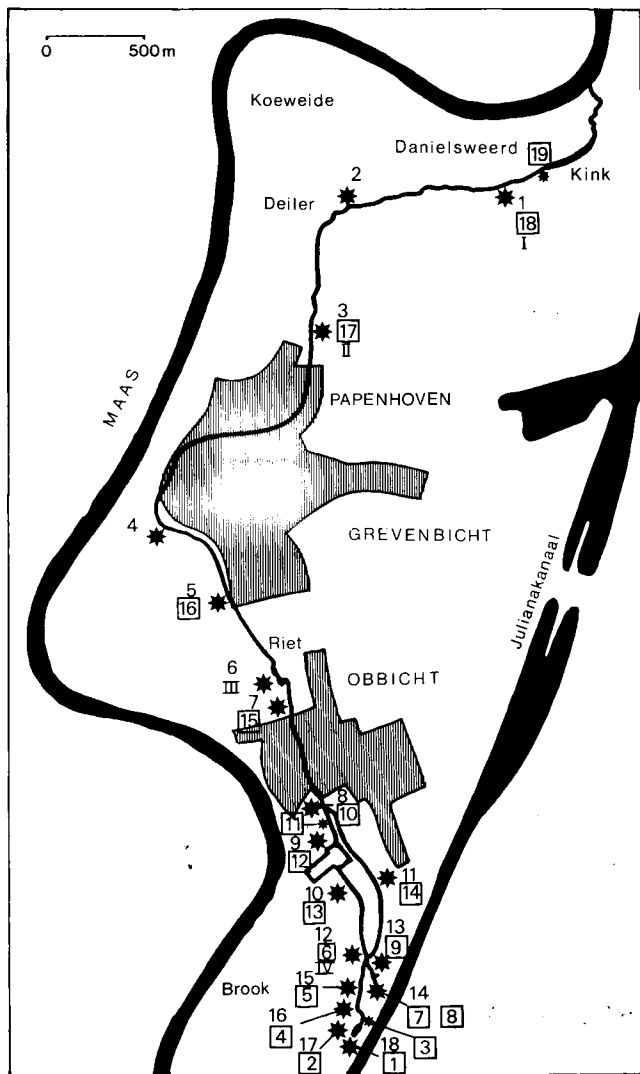 0 500 m
Koeweide
Danielsweerd
19
Kink
2
Deiler
1
18
I
3
17
II
MAAS
PAPENHOVEN
4
GREVENBICHT
5
16
Julianakanaal
Riet
6
III
OBBICHT
7
15
8
10
11
9
12
11
14
10
13
12
6
IV
13
9
Brook
15
5
14
7 8
16
4
3
17
2
18
1